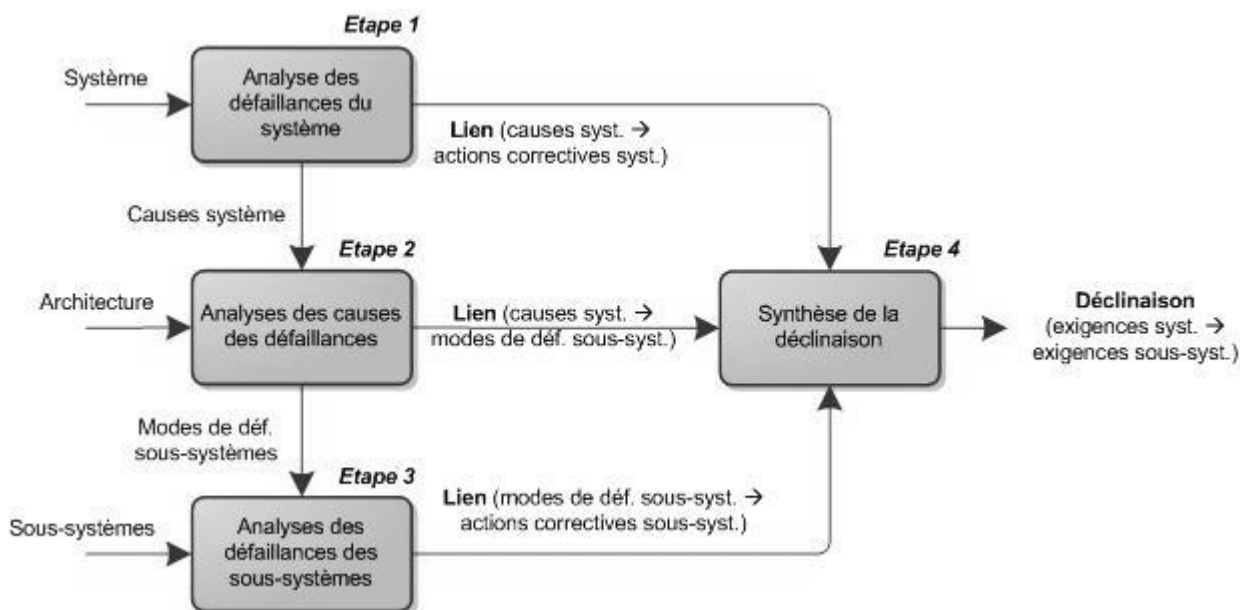 Etape 1
Système
Analyse des
défaillances du
système
Lien (causes syst. →
actions correctives syst.)
Causes système
Etape 2
Etape 4
Architecture
Analyses des causes
des défaillances
Lien (causes syst. →
modes de déf. sous-syst.)
Synthèse de la
déclinaison
Déclinaison
(exigences syst. →
exigences sous-syst.)
Modes de déf.
sous-systèmes
Etape 3
Sous-systèmes
Analyses des
défaillances des
sous-systèmes
Lien (modes de déf. sous-syst. →
actions correctives sous-syst.)